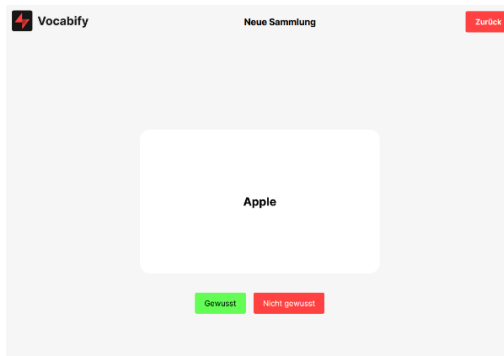 Vocabify
Neue Sammlung
Zurück
Apple
Gewusst
Nicht gewusst